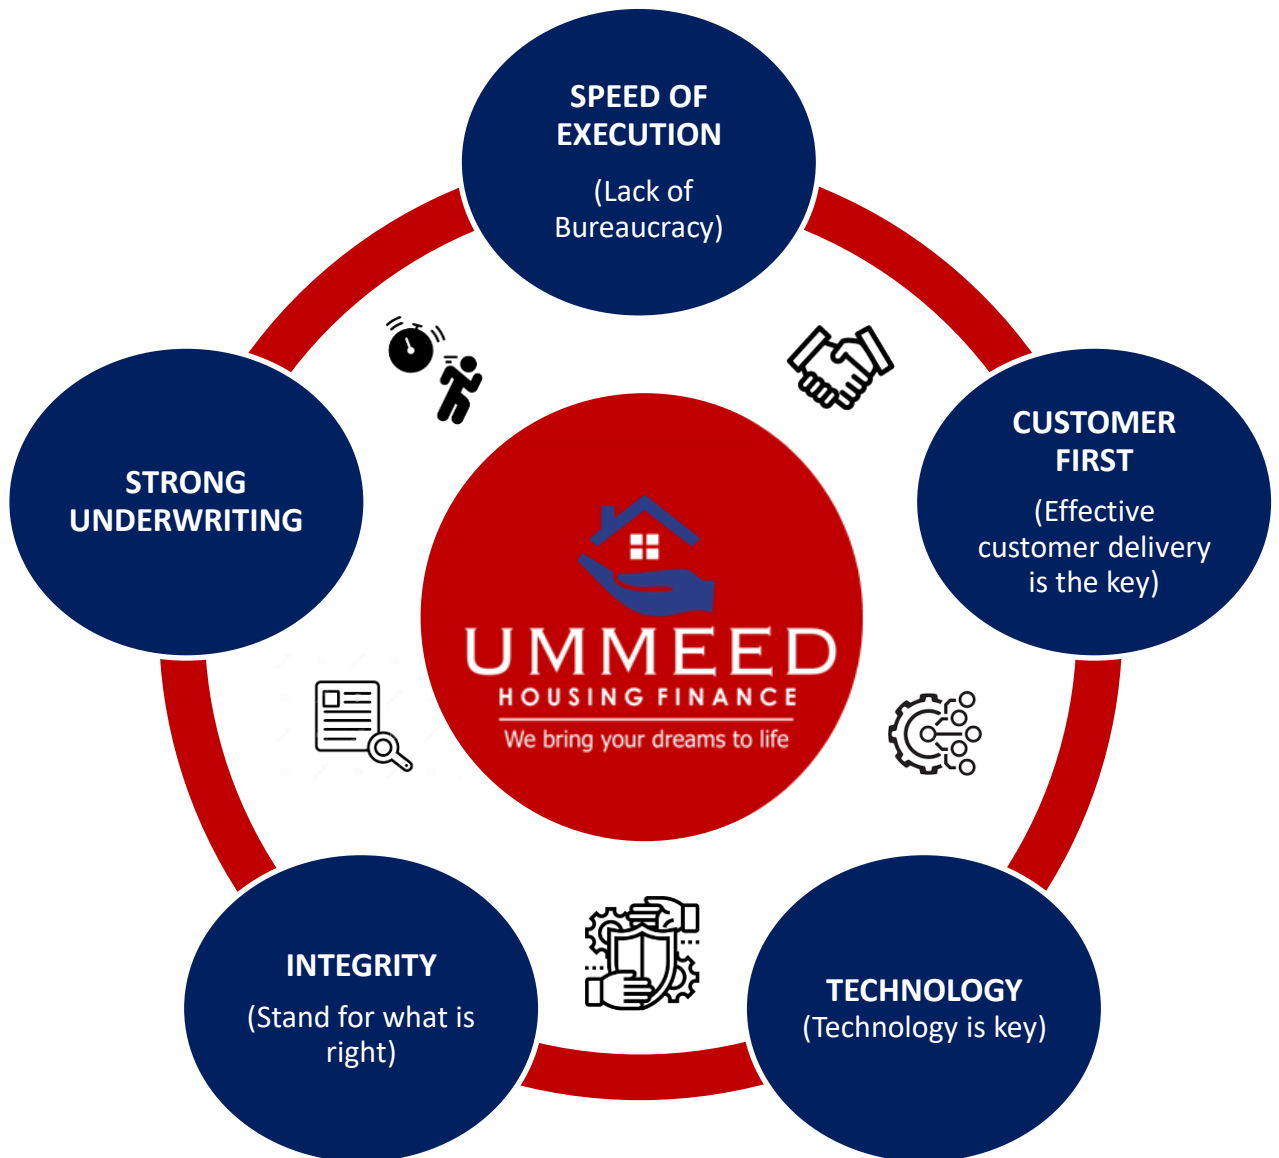 SPEED OF
EXECUTION
(Lack of
Bureaucracy)
CUSTOMER
FIRST
(Effective
customer delivery
is the key)
STRONG
UNDERWRITING
UMMEED
HOUSING FINANCE
We bring your dreams to life
INTEGRITY
(Stand for what is
right)
TECHNOLOGY
(Technology is key)